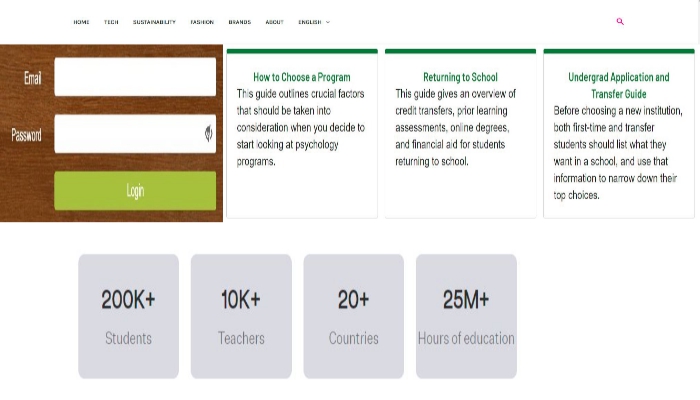 HOME TECH SUSTAINABILITY FASHION BRANDS ABOUT ENGLISH
Email
Password
Login
How to Choose a Program
This guide outlines crucial factors
that should be taken into
consideration when you decide to
start looking at psychology
programs.
Returning to School
This guide gives an overview of
credit transfers, prior learning
assessments, online degrees,
and financial aid for students
returning to school.
Undergrad Application and
Transfer Guide
Before choosing a new institution,
both first-time and transfer
students should list what they
want in a school, and use that
information to narrow down their
top choices.
200K+
Students
10K+
Teachers
20+
Countries
25M+
Hours of education